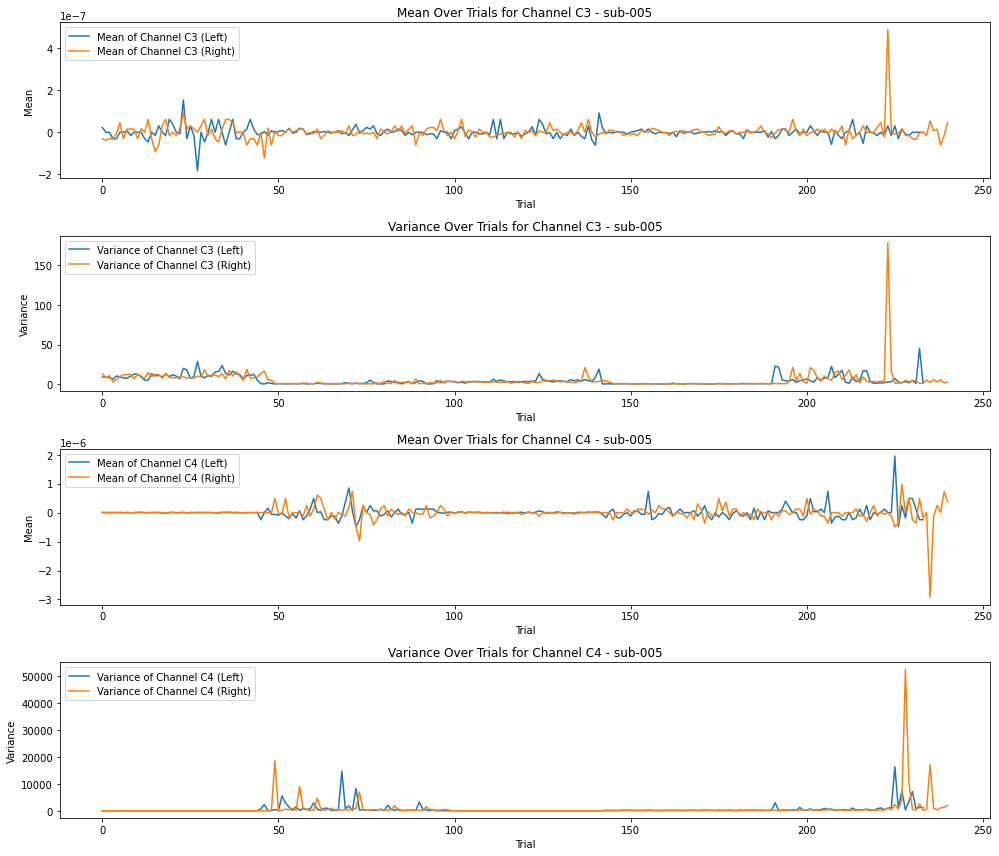 Mean Over Trials for Channel C3 - sub-005
1e−7
Mean of Channel C3 (Left)
Mean of Channel C3 (Right)
4
2
0
−2
Mean
0 50 100 150 200 250
Trial
Variance Over Trials for Channel C3 - sub-005
Variance of Channel C3 (Left)
Variance of Channel C3 (Right)
150
100
50
0
Variance
0 50 100 150 200 250
Trial
Mean Over Trials for Channel C4 - sub-005
1e−6
Mean of Channel C4 (Left)
Mean of Channel C4 (Right)
2
1
0
−1
−2
−3
Mean
0 50 100 150 200 250
Trial
Variance Over Trials for Channel C4 - sub-005
Variance of Channel C4 (Left)
Variance of Channel C4 (Right)
50000
40000
30000
20000
10000
0
Variance
0 50 100 150 200 250
Trial